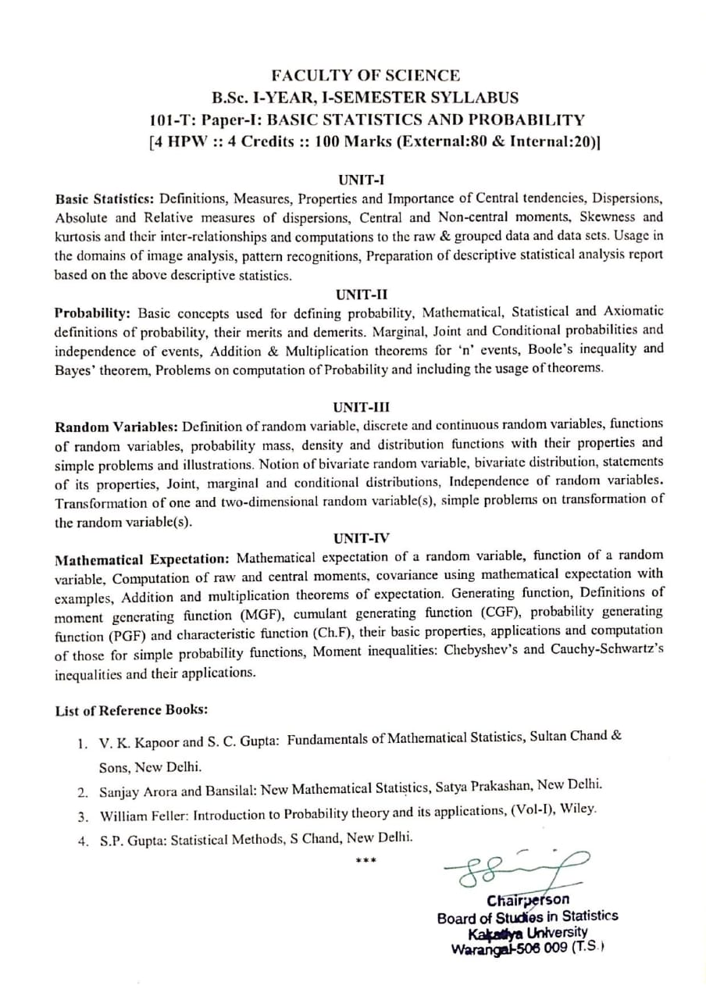 FACULTY OF SCIENCE
B.Sc. I-YEAR, I-SEMESTER SYLLABUS
101-T: Paper-I: BASIC STATISTICS AND PROBABILITY
[4 HPW :: 4 Credits :: 100 Marks (External:80 & Internal:20)]
UNIT-I
Basic Statistics: Definitions, Measures, Properties and Importance of Central tendencies, Dispersions,
Absolute and Relative measures of dispersions, Central and Non-central moments, Skewness and
kurtosis and their inter-relationships and computations to the raw & grouped data and data sets. Usage in
the domains of image analysis, pattern recognitions, Preparation of descriptive statistical analysis report
based on the above descriptive statistics.
UNIT-II
Probability: Basic concepts used for defining probability, Mathematical, Statistical and Axiomatic
definitions of probability, their merits and demerits. Marginal, Joint and Conditional probabilities and
independence of events, Addition & Multiplication theorems for ‘n’ events, Boole’s inequality and
Bayes’ theorem, Problems on computation of Probability and including the usage of theorems.
UNIT-III
Random Variables: Definition of random variable, discrete and continuous random variables, functions
of random variables, probability mass, density and distribution functions with their properties and
simple problems and illustrations. Notion of bivariate random variable, bivariate distribution, statements
of its properties, Joint, marginal and conditional distributions, Independence of random variables.
Transformation of one and two-dimensional random variable(s), simple problems on transformation of
the random variable(s).
UNIT-IV
Mathematical Expectation: Mathematical expectation of a random variable, function of a random
variable, Computation of raw and central moments, covariance using mathematical expectation with
examples, Addition and multiplication theorems of expectation. Generating function, Definitions of
moment generating function (MGF), cumulant generating function (CGF), probability generating
function (PGF) and characteristic function (Ch.F), their basic properties, applications and computation
of those for simple probability functions, Moment inequalities: Chebyshev’s and Cauchy-Schwartz’s
inequalities and their applications.
List of Reference Books:
1. V. K. Kapoor and S. C. Gupta: Fundamentals of Mathematical Statistics, Sultan Chand &
Sons, New Delhi.
2. Sanjay Arora and Bansilal: New Mathematical Statistics, Satya Prakashan, New Delhi.
3. William Feller: Introduction to Probability theory and its applications, (Vol-I), Wiley.
4. S.P. Gupta: Statistical Methods, S Chand, New Delhi.
***
Chairperson
Board of Studies in Statistics
Kakatiya University
Warangal-506 009 (T.S.)